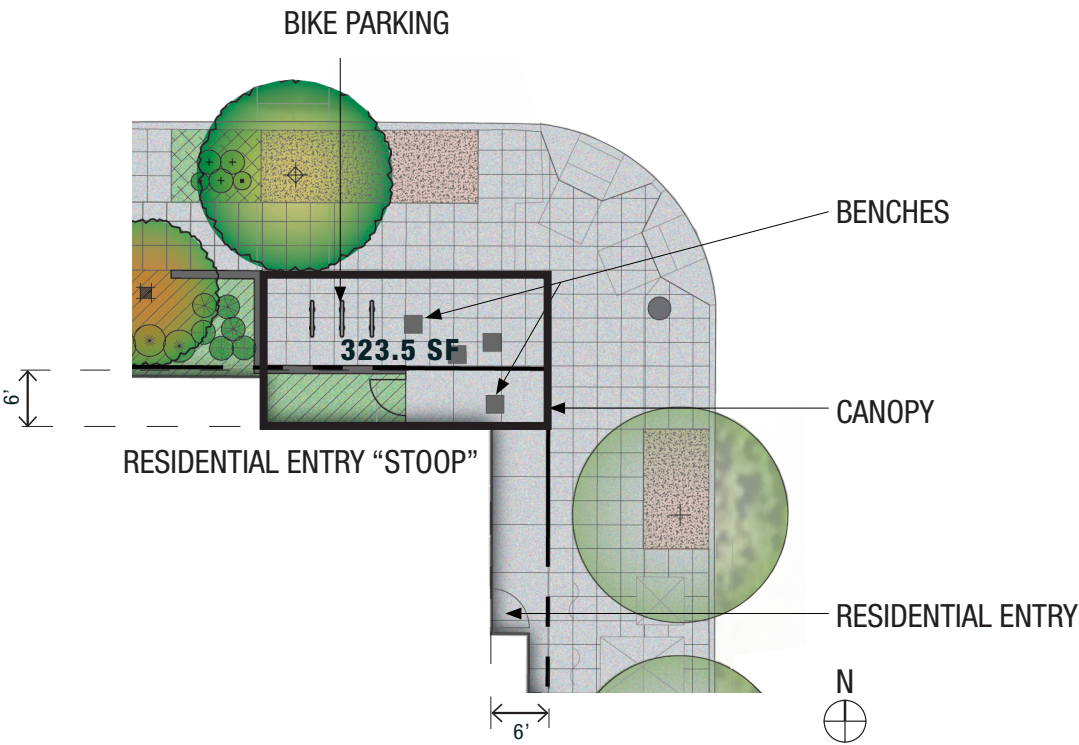 BIKE PARKING
BENCHES
323.5 SF
6'
CANOPY
RESIDENTIAL ENTRY “STOOP”
RESIDENTIAL ENTRY
N
6'